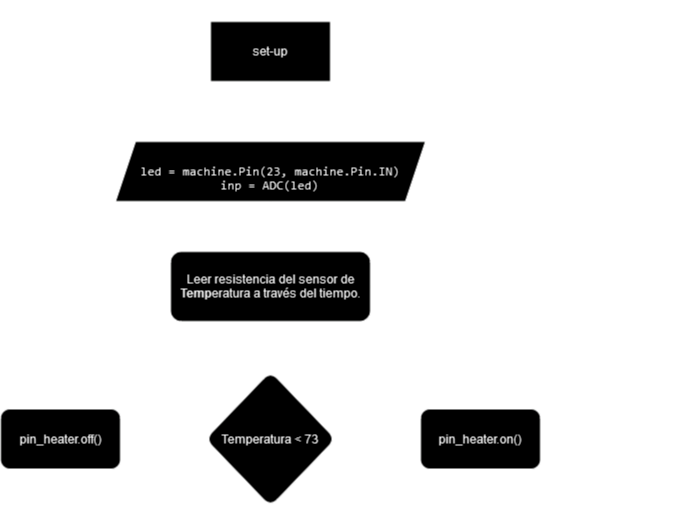 set-up
led = machine.Pin(23, machine.Pin.IN)
inp = ADC(led)
Leer resistencia del sensor de
Temperatura a través del tiempo.
pin_heater.off()
Temperatura < 73
pin_heater.on()